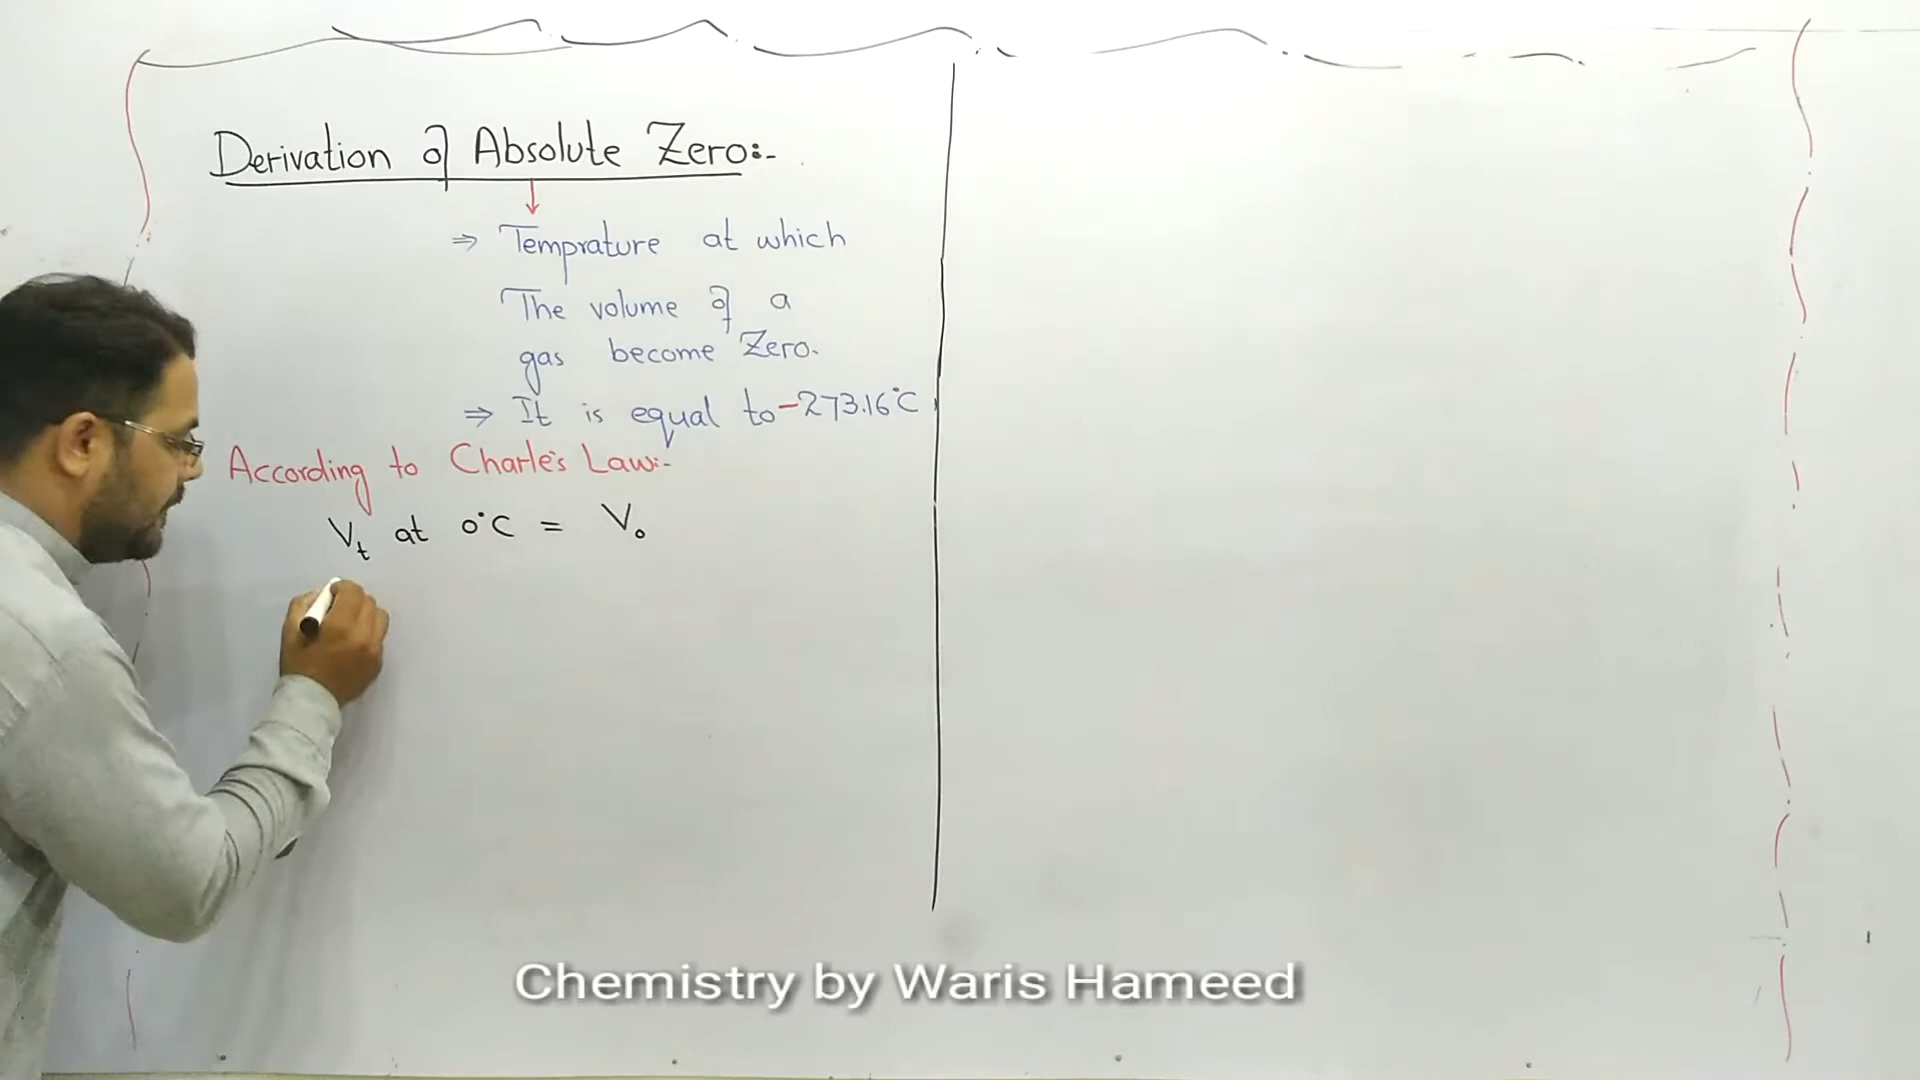 Derivation of Absolute Zero:-
⇒ Temprature at which
The volume of a
gas become Zero.
⇒ It is equal to -273.16°C
According to Charle's Law:-
Vₜ at 0°C = V₀
Chemistry by Waris Hameed